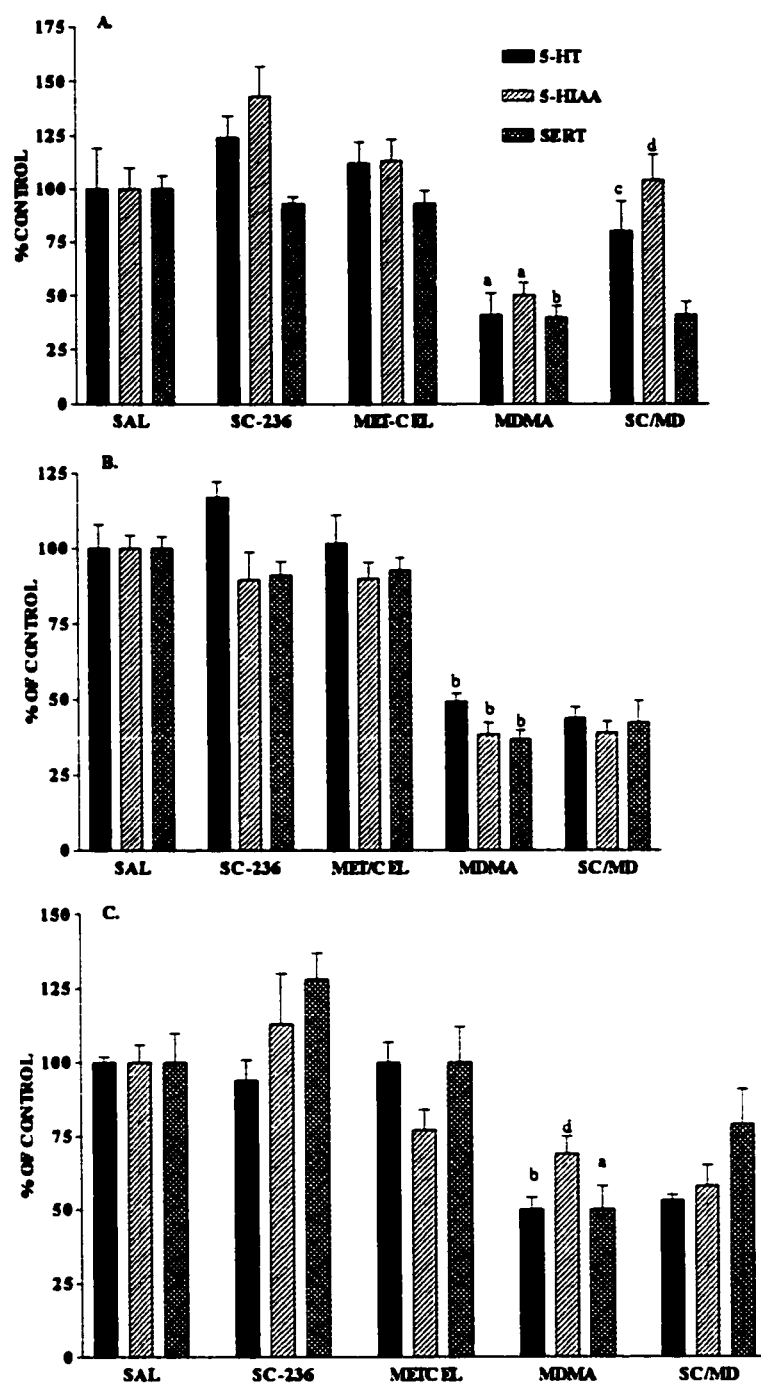 A.
175
150
125
100
75
50
25
0
% CONTROL
5-HT
5-HIAA
SERT
a a b
c d
SAL SC-236 MET-CEL MDMA SC/MD
B.
125
100
75
50
25
0
% OF CONTROL
b b b
SAL SC-236 MET/CEL MDMA SC/MD
C.
150
125
100
75
50
25
0
% OF CONTROL
b d a
SAL SC-236 MET/CEL MDMA SC/MD